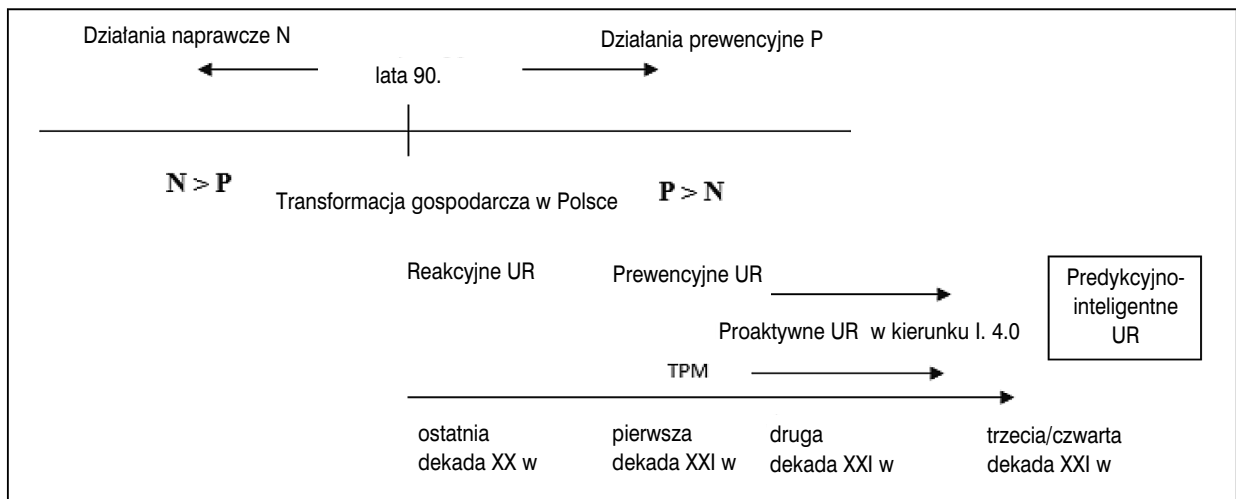 Działania naprawcze N
Działania prewencyjne P
lata 90.
N > P
Transformacja gospodarcza w Polsce
P > N
Reakcyjne UR
Prewencyjne UR
Predykcyjno-
inteligentne
UR
Proaktywne UR w kierunku I. 4.0
TPM
ostatnia
dekada XX w
pierwsza
dekada XXI w
druga
dekada XXI w
trzecia/czwarta
dekada XXI w